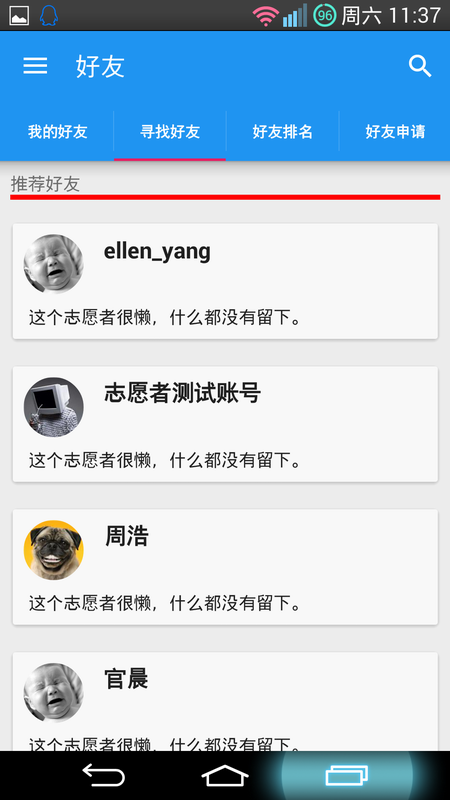 96 周六 11:37
好友
我的好友 寻找好友 好友排名 好友申请
推荐好友
ellen_yang
这个志愿者很懒，什么都没有留下。
志愿者测试账号
这个志愿者很懒，什么都没有留下。
周浩
这个志愿者很懒，什么都没有留下。
官晨
这个志愿者很懒，什么都没有留下。